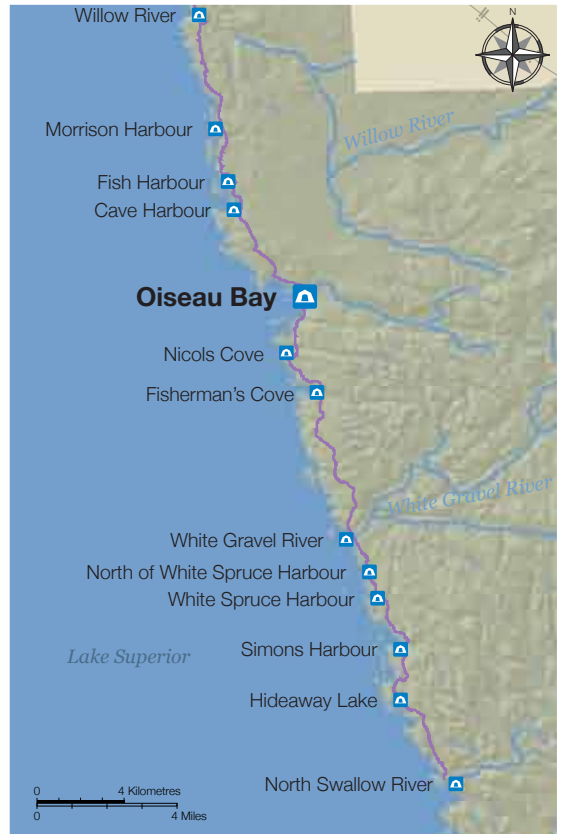 Willow River
N
Morrison Harbour
Willow River
Fish Harbour
Cave Harbour
Oiseau Bay
Nicols Cove
Fisherman's Cove
White Gravel River
White Gravel River
North of White Spruce Harbour
White Spruce Harbour
Simons Harbour
Lake Superior
Hideaway Lake
North Swallow River
0 4 Kilometres
0 4 Miles